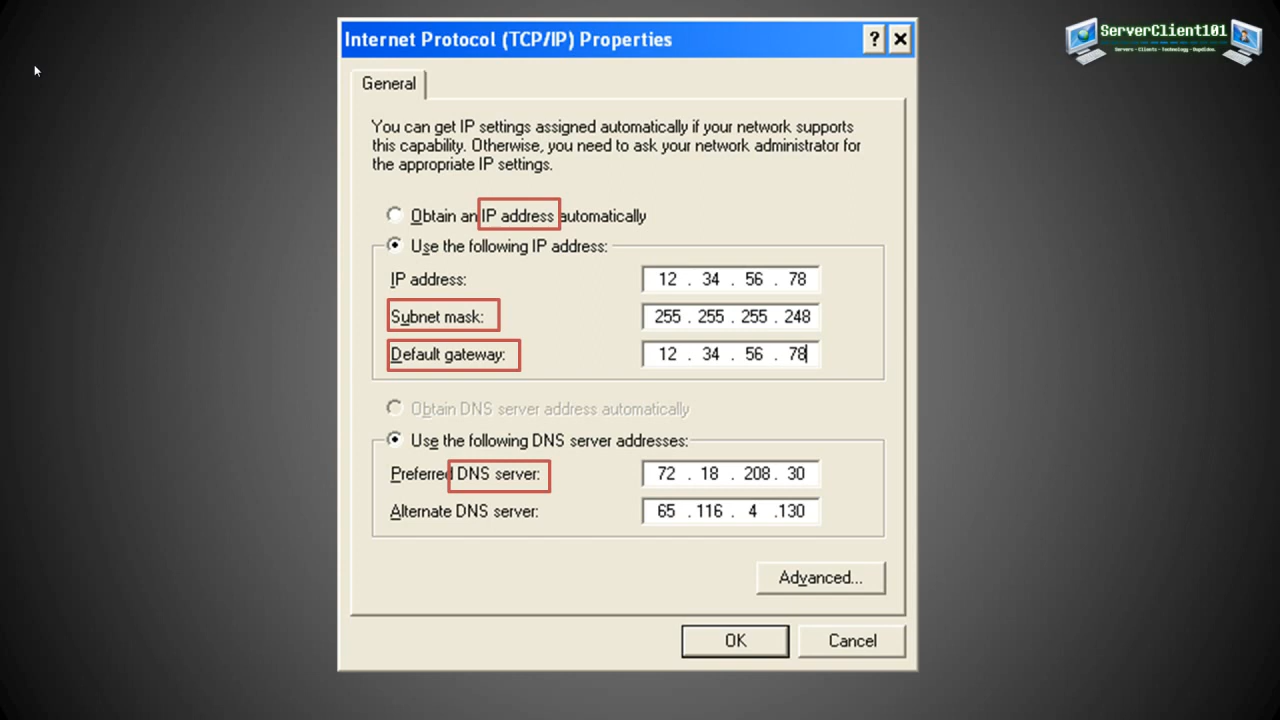 Internet Protocol (TCP/IP) Properties
ServerClient101
Servers - Clients - Technology - BogoSides.
General
You can get IP settings assigned automatically if your network supports
this capability. Otherwise, you need to ask your network administrator for
the appropriate IP settings.
Obtain an IP address automatically
Use the following IP address:
IP address: 12 . 34 . 56 . 78
Subnet mask: 255 . 255 . 255 . 248
Default gateway: 12 . 34 . 56 . 78
Obtain DNS server address automatically
Use the following DNS server addresses:
Preferred DNS server: 72 . 18 . 208 . 30
Alternate DNS server: 65 . 116 . 4 . 130
Advanced...
OK Cancel